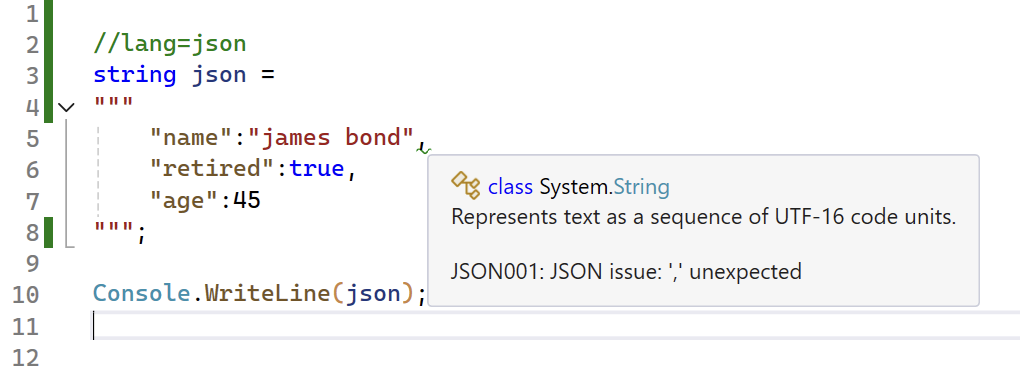 1
2 //lang=json
3 string json =
4 """
5 "name":"james bond",
6 "retired":true,
7 "age":45
8 """;
class System.String
Represents text as a sequence of UTF-16 code units.
JSON001: JSON issue: ',' unexpected
9
10 Console.WriteLine(json);
11
12